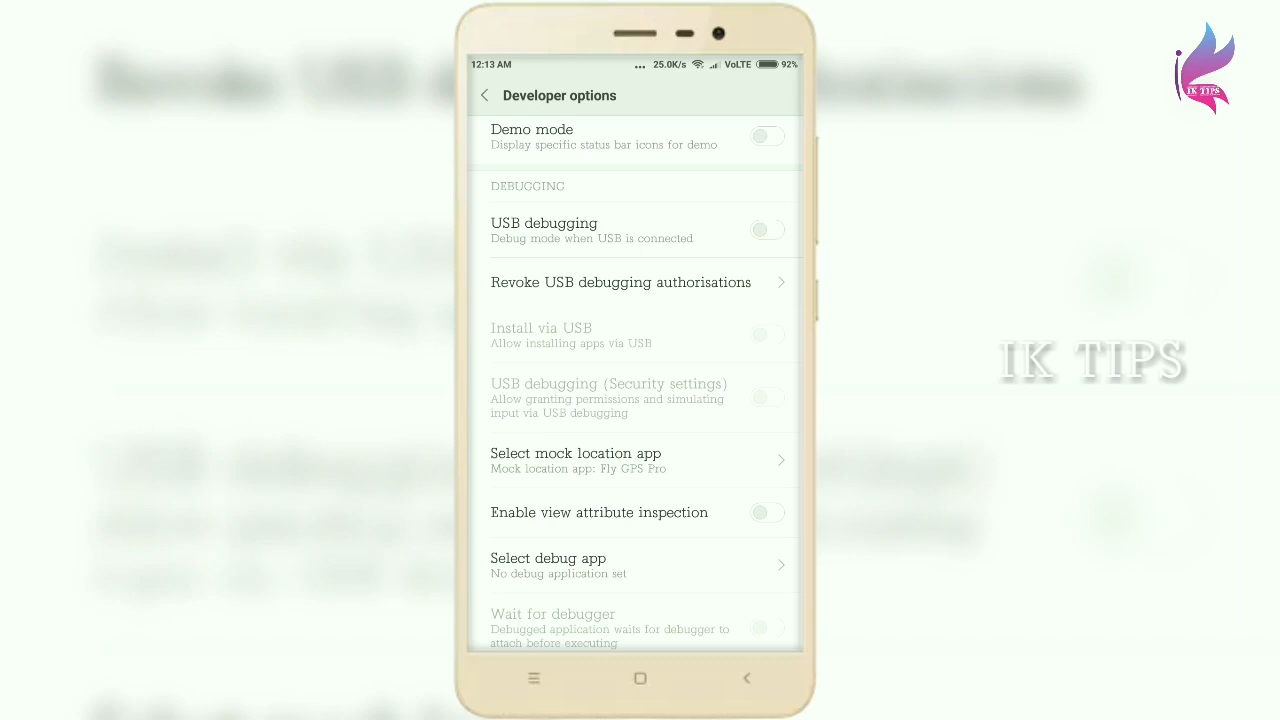 IK TIPS
12:13 AM ... 25.0K/s VoLTE 92%
Developer options
Demo mode
Display specific status bar icons for demo
DEBUGGING
USB debugging
Debug mode when USB is connected
Revoke USB debugging authorisations
Install via USB
Allow installing apps via USB
USB debugging (Security settings)
Allow granting permissions and simulating
input via USB debugging
Select mock location app
Mock location app: Fly GPS Pro
Enable view attribute inspection
Select debug app
No debug application set
Wait for debugger
Debugged application waits for debugger to
attach before executing
IK TIPS